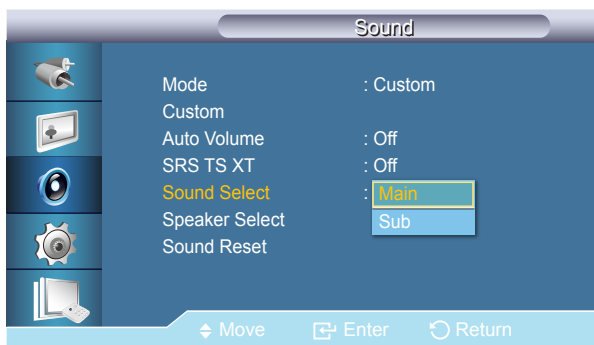 Sound
Mode : Custom
Custom
Auto Volume : Off
SRS TS XT : Off
Sound Select : Main
Sub
Speaker Select
Sound Reset
Move Enter Return